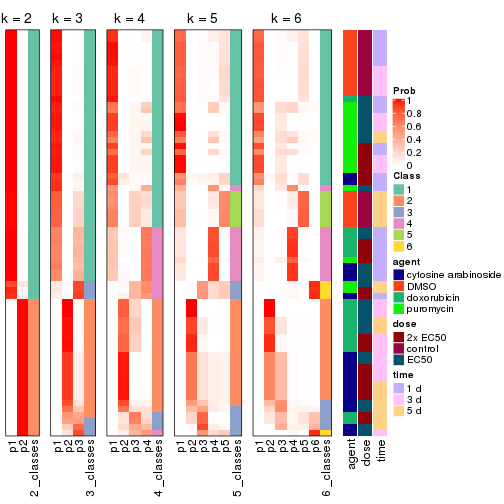 k = 2
k = 3
k = 4
k = 5
k = 6
Prob
1
0.8
0.6
0.4
0.2
0
Class
1
2
3
4
5
6
agent
cytosine arabinoside
DMSO
doxorubicin
puromycin
dose
2x EC50
control
EC50
time
1 d
3 d
5 d
p1
p2
2_classes
p1
p2
p3
3_classes
p1
p2
p3
p4
4_classes
p1
p2
p3
p4
p5
5_classes
p1
p2
p3
p4
p5
p6
6_classes
agent
dose
time